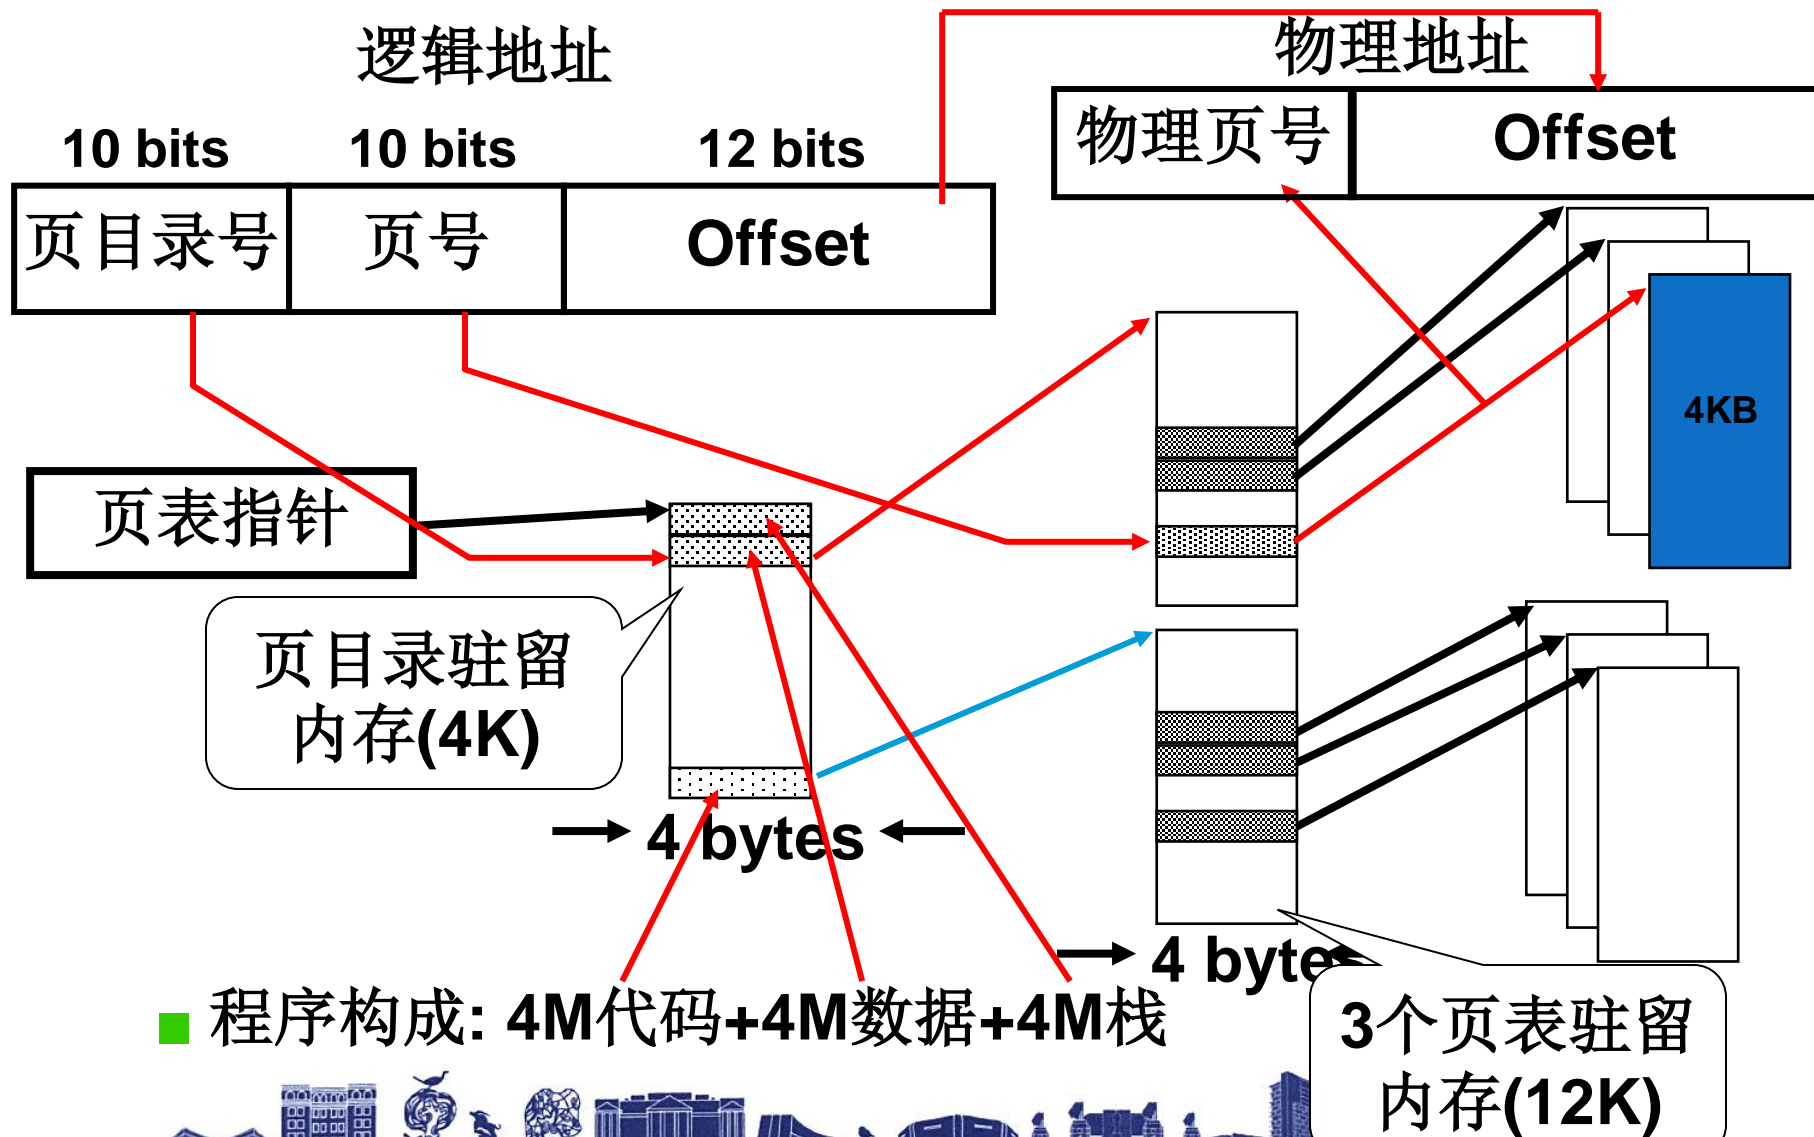 逻辑地址
物理地址
10 bits
10 bits
12 bits
页目录号
页号
Offset
物理页号
Offset
4KB
页表指针
页目录驻留
内存(4K)
4 bytes
4 byte
程序构成: 4M代码+4M数据+4M栈
3个页表驻留
内存(12K)